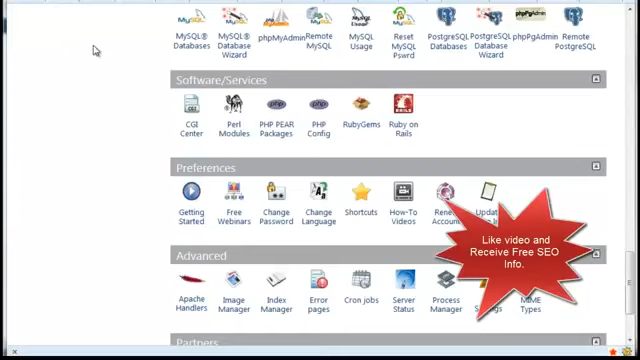 MySQL® Databases
MySQL® Database Wizard
phpMyAdmin
Remote MySQL
MySQL Usage
Reset MySQL Pswrd
PostgreSQL Databases
PostgreSQL Database Wizard
phpPgAdmin
Remote PostgreSQL
Software/Services
CGI Center
Perl Modules
PHP PEAR Packages
PHP Config
RubyGems
Ruby on Rails
Preferences
Getting Started
Free Webinars
Change Password
Change Language
Shortcuts
How-To Videos
Like video and
Receive Free SEO
Info.
Advanced
Apache Handlers
Image Manager
Index Manager
Error pages
Cron jobs
Server Status
Process Manager
MIME Types
Partners